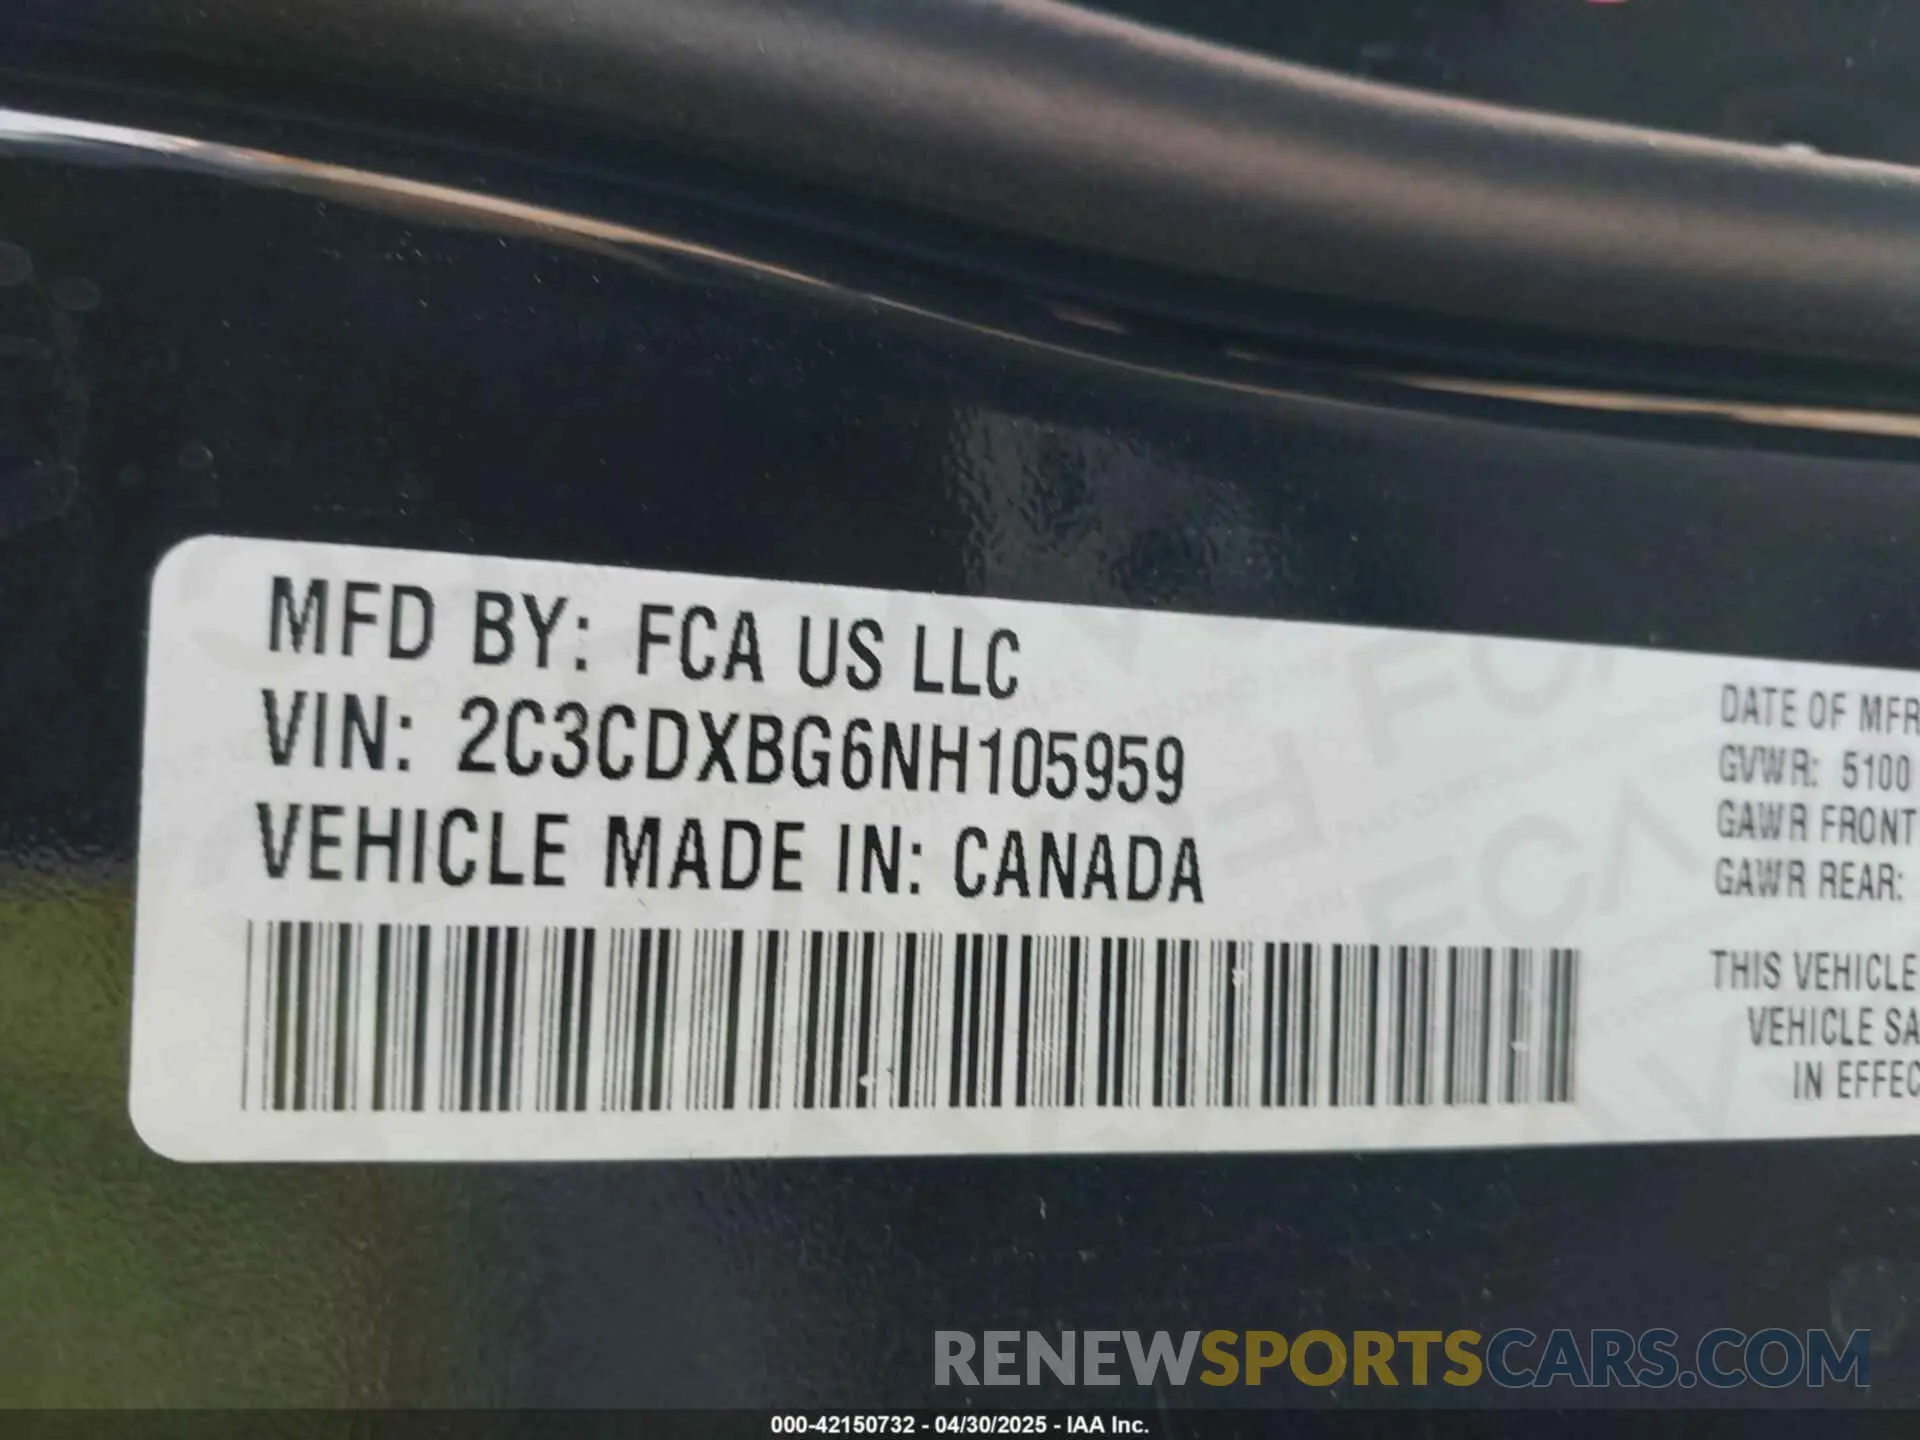 MFD BY: FCA US LLC
VIN: 2C3CDXBG6NH105959
VEHICLE MADE IN: CANADA
DATE OF MFR
GVWR: 5100
GAWR FRONT
GAWR REAR:
THIS VEHICLE
VEHICLE SA
IN EFFEC
RENEWSPORTSCARS.COM
000-42150732 - 04/30/2025 - IAA Inc.